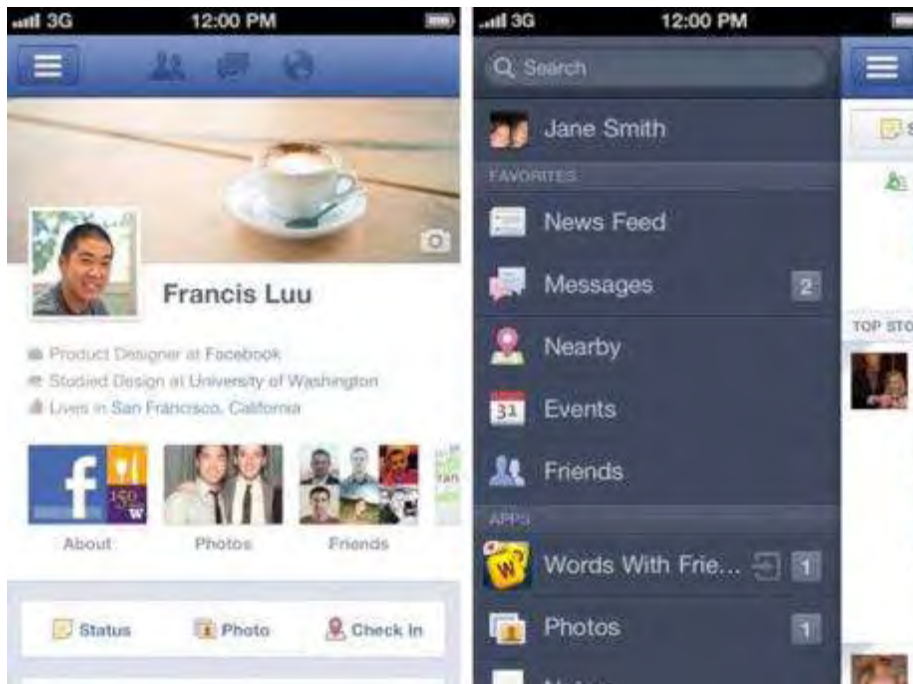 3G 12:00 PM
Francis Luu
Product Designer at Facebook
Studied Design at University of Washington
Lives in San Francisco, California
f
150
W
About Photos Friends
Status Photo Check In
3G 12:00 PM
Search
Jane Smith
FAVORITES
News Feed
Messages 2
Nearby
31 Events
Friends
APPS
W Words With Frie... 1
Photos 1
TOP STO